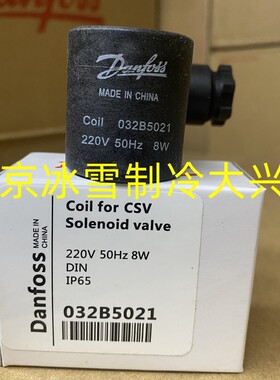 Danfoss
MADE IN CHINA
Coil 032B5021
220V 50Hz 8W
京冰雪制冷大兴
Coil for CSV
Solenoid valve
220V 50Hz 8W
DIN
IP65
032B5021
Danfoss
MADE IN
CHINA